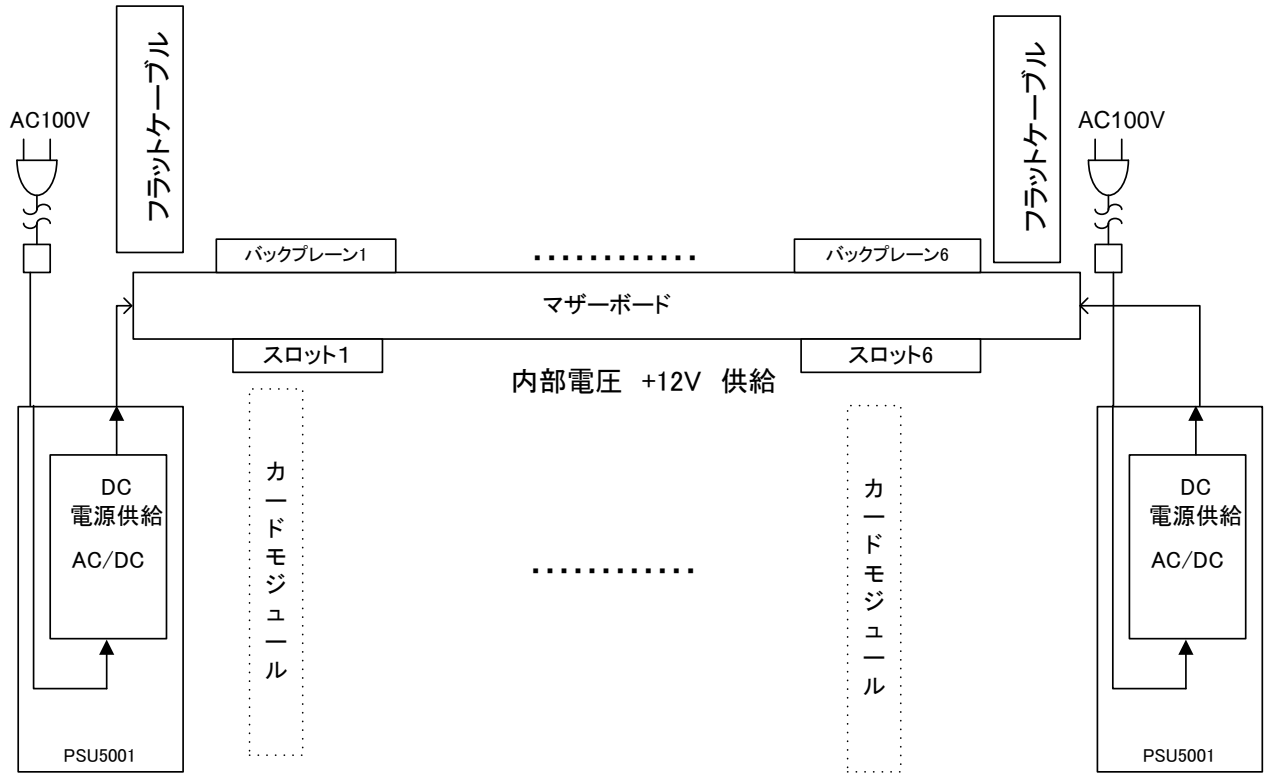 フラットケーブル
フラットケーブル
AC100V
AC100V
バックプレーン1
............
バックプレーン6
マザーボード
スロット1
スロット6
内部電圧 +12V 供給
カードモジュール
............
カードモジュール
DC
電源供給
AC/DC
DC
電源供給
AC/DC
PSU5001
PSU5001